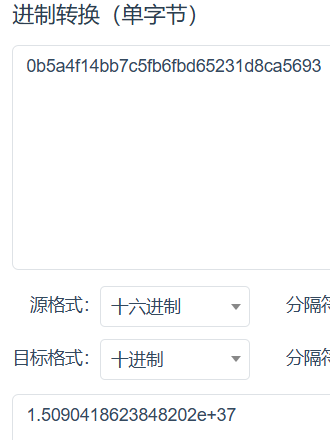 进制转换（单字节）
0b5a4f14bb7c5fb6fbd65231d8ca5693
源格式： 十六进制 分隔符
目标格式： 十进制 分隔符
1.5090418623848202e+37